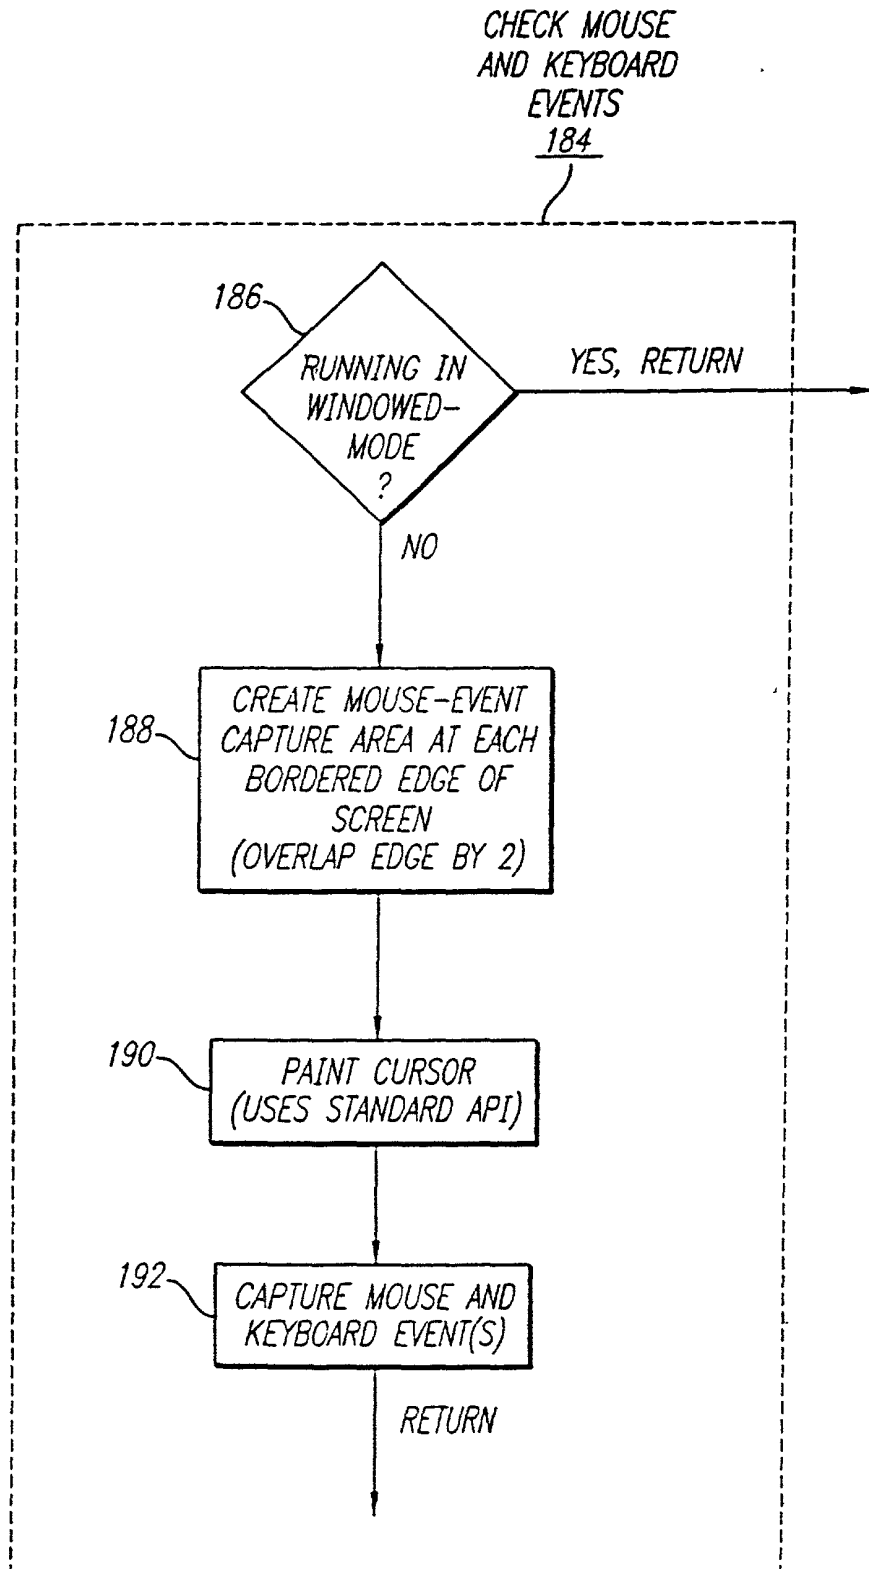 CHECK MOUSE
AND KEYBOARD
EVENTS
184
186
RUNNING IN
WINDOWED-
MODE
?
YES, RETURN
NO
188
CREATE MOUSE-EVENT
CAPTURE AREA AT EACH
BORDERED EDGE OF
SCREEN
(OVERLAP EDGE BY 2)
190
PAINT CURSOR
(USES STANDARD API)
192
CAPTURE MOUSE AND
KEYBOARD EVENT(S)
RETURN